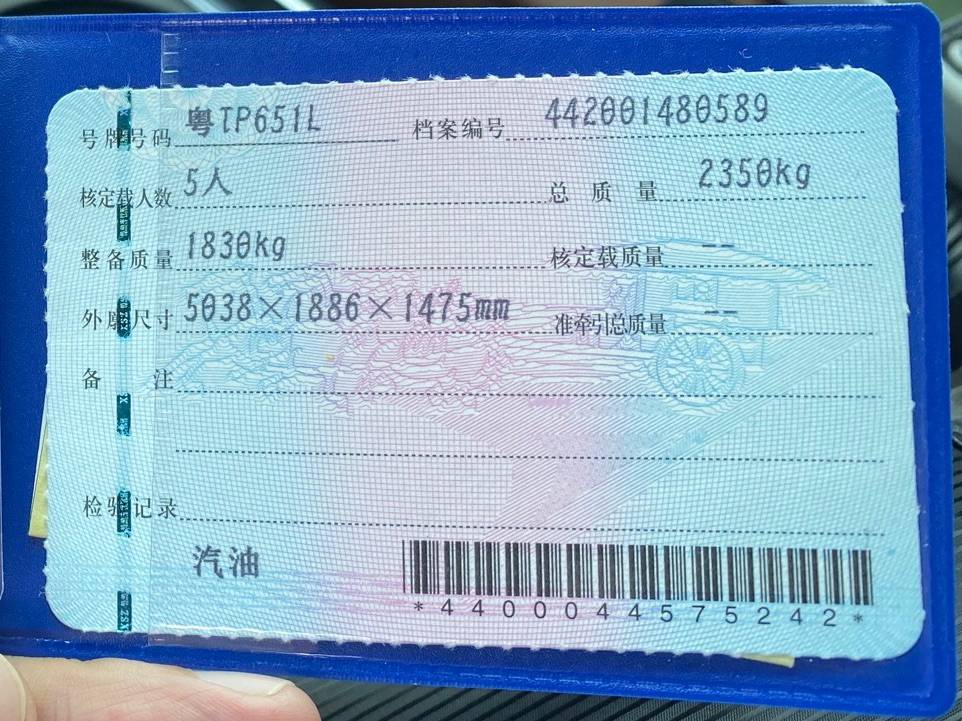 号牌号码 粤TP651L 档案编号 442001480589
核定载人数 5人 总质量 2350kg
整备质量 1830kg 核定载质量 --
外廓尺寸 5038×1886×1475mm 准牵引总质量 --
备注
检验记录
汽油
*4400044575242*